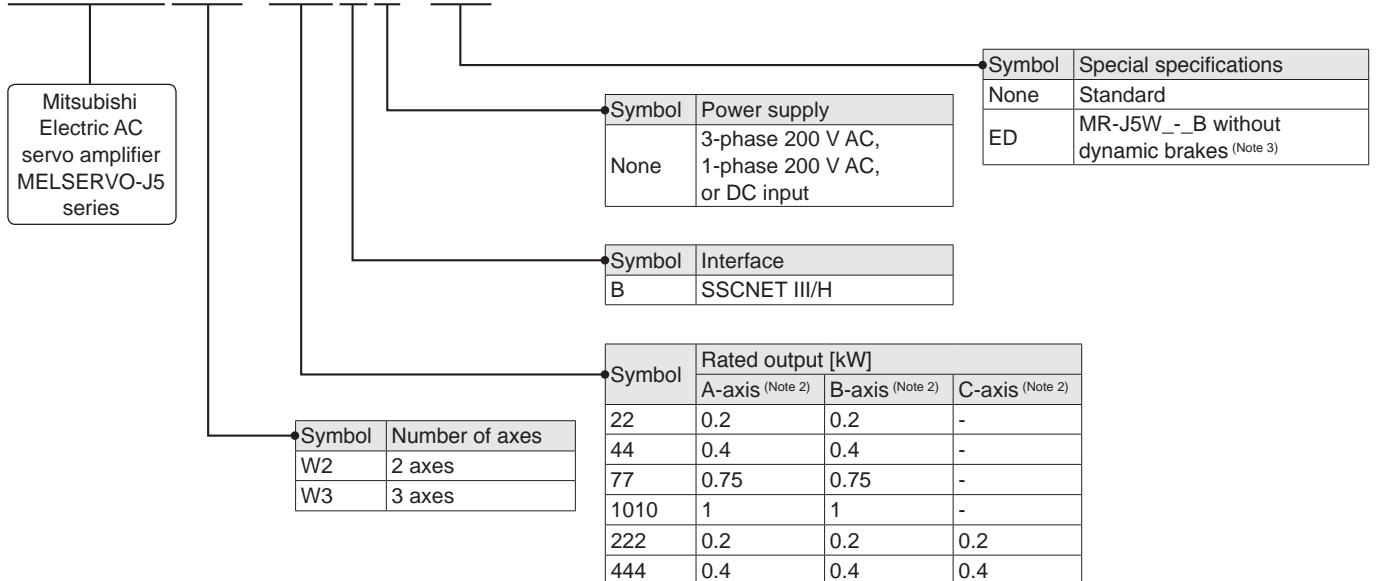 Mitsubishi
Electric AC
servo amplifier
MELSERVO-J5
series
Symbol Special specifications
None Standard
ED MR-J5W_-_B without
dynamic brakes (Note 3)
Symbol Power supply
None 3-phase 200 V AC,
1-phase 200 V AC,
or DC input
Symbol Interface
B SSCNET III/H
Symbol Rated output [kW]
A-axis (Note 2) B-axis (Note 2) C-axis (Note 2)
22 0.2 0.2 -
44 0.4 0.4 -
77 0.75 0.75 -
1010 1 1 -
222 0.2 0.2 0.2
444 0.4 0.4 0.4
Symbol Number of axes
W2 2 axes
W3 3 axes